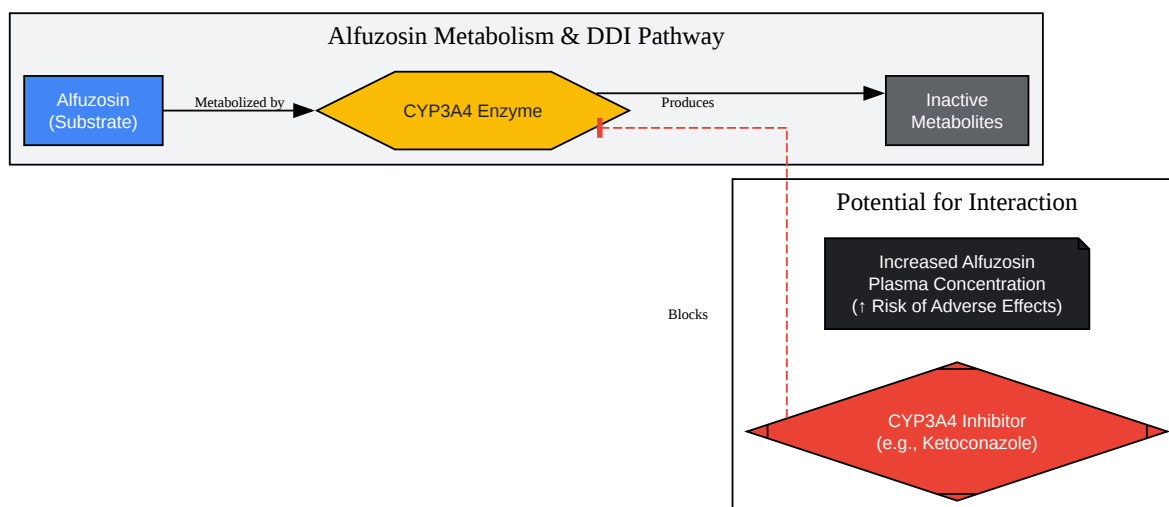 Alfuzosin Metabolism & DDI Pathway
Alfuzosin
(Substrate)
Metabolized by
CYP3A4 Enzyme
Produces
Inactive
Metabolites
Potential for Interaction
Increased Alfuzosin
Plasma Concentration
(↑ Risk of Adverse Effects)
Blocks
CYP3A4 Inhibitor
(e.g., Ketoconazole)